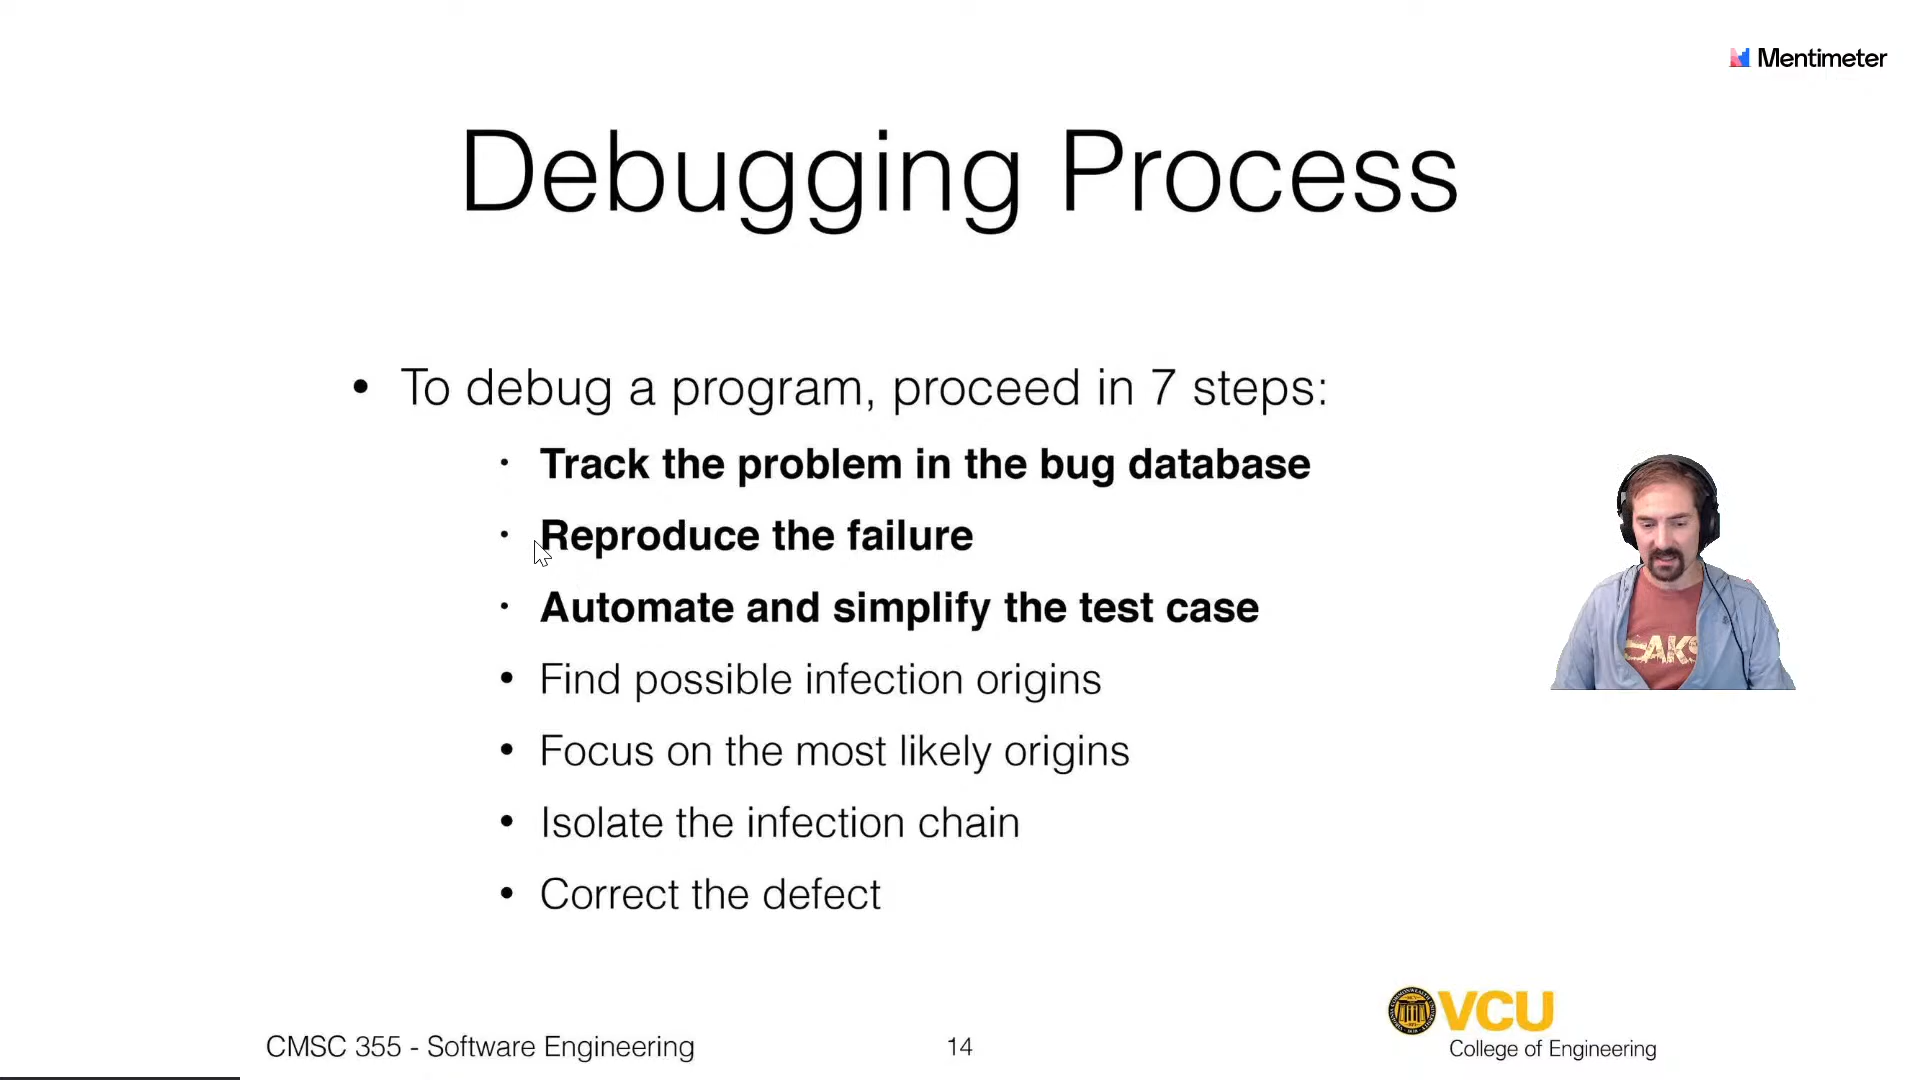 Mentimeter
Debugging Process
• To debug a program, proceed in 7 steps:
• Track the problem in the bug database
• Reproduce the failure
• Automate and simplify the test case
• Find possible infection origins
• Focus on the most likely origins
• Isolate the infection chain
• Correct the defect
AKS
VCU
College of Engineering
CMSC 355 - Software Engineering
14